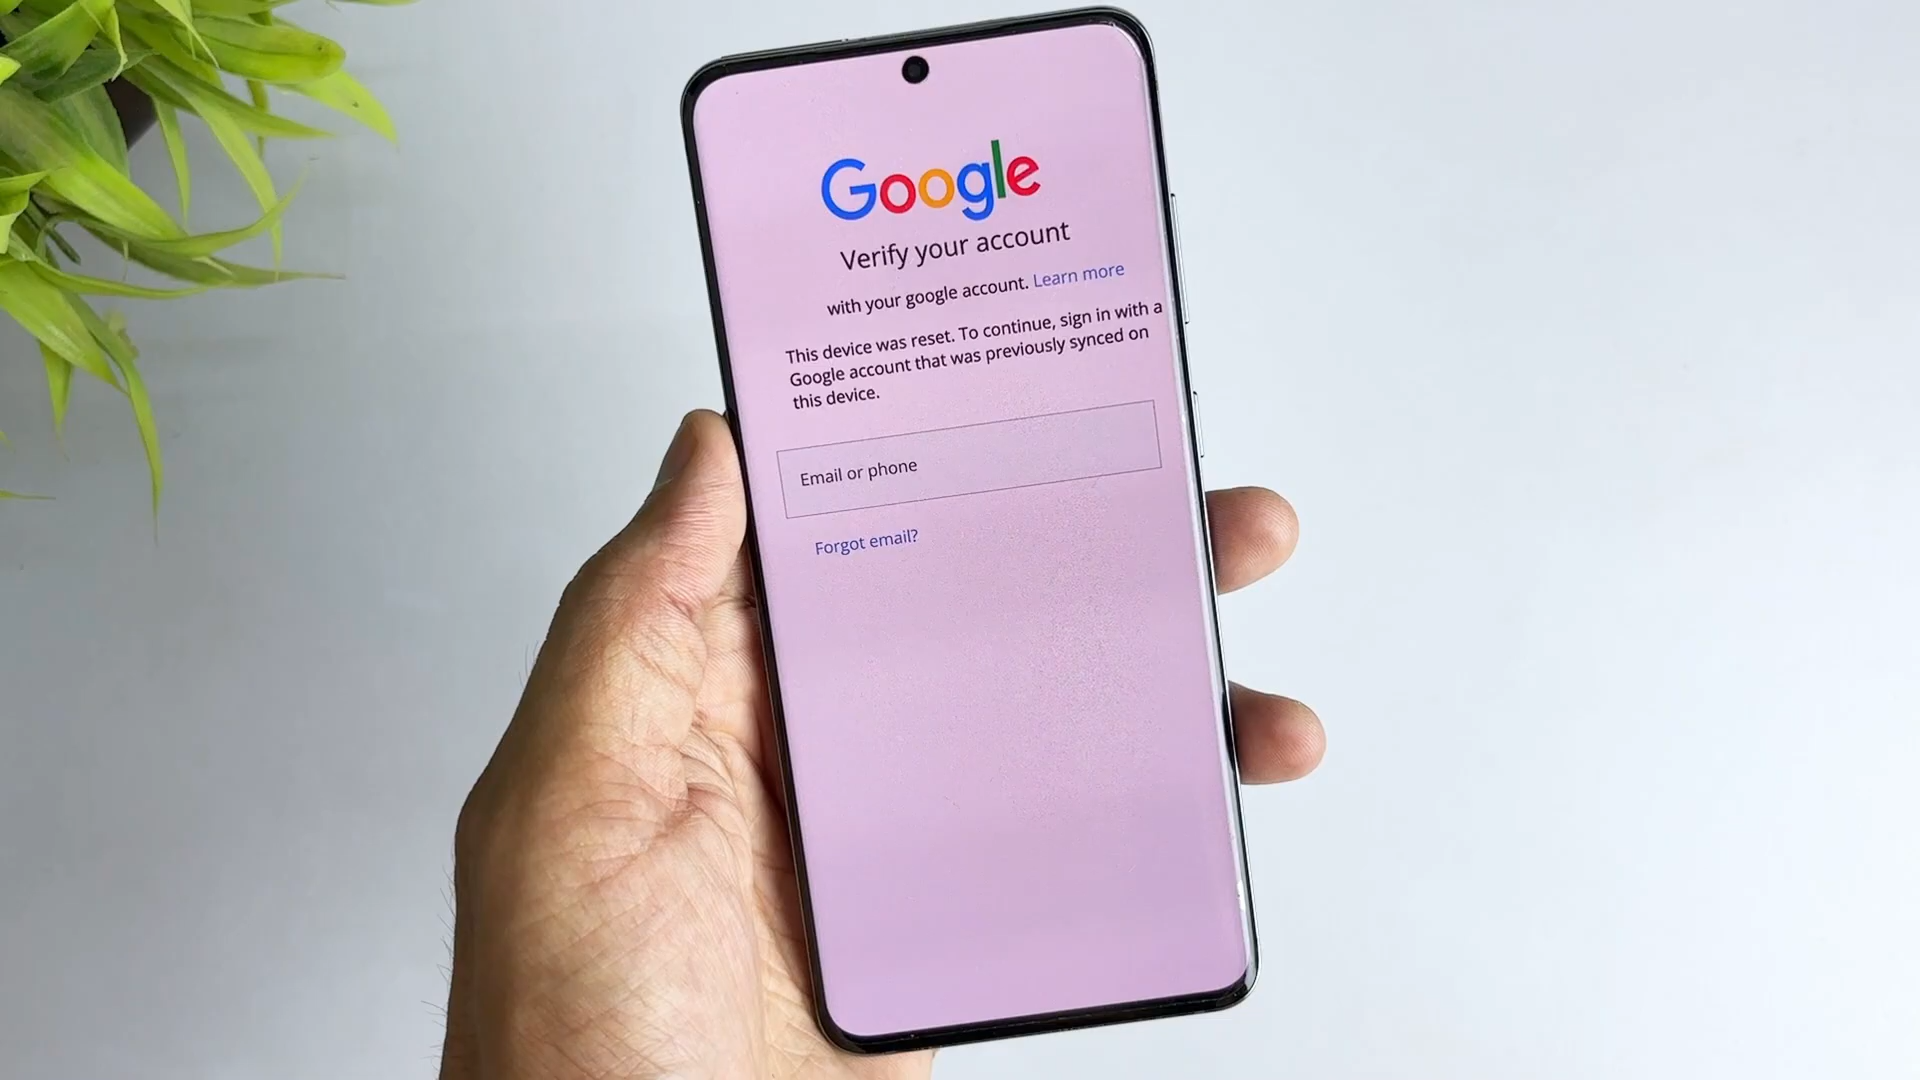 Google
Verify your account
with your google account. Learn more
This device was reset. To continue, sign in with a
Google account that was previously synced on
this device.
Email or phone
Forgot email?